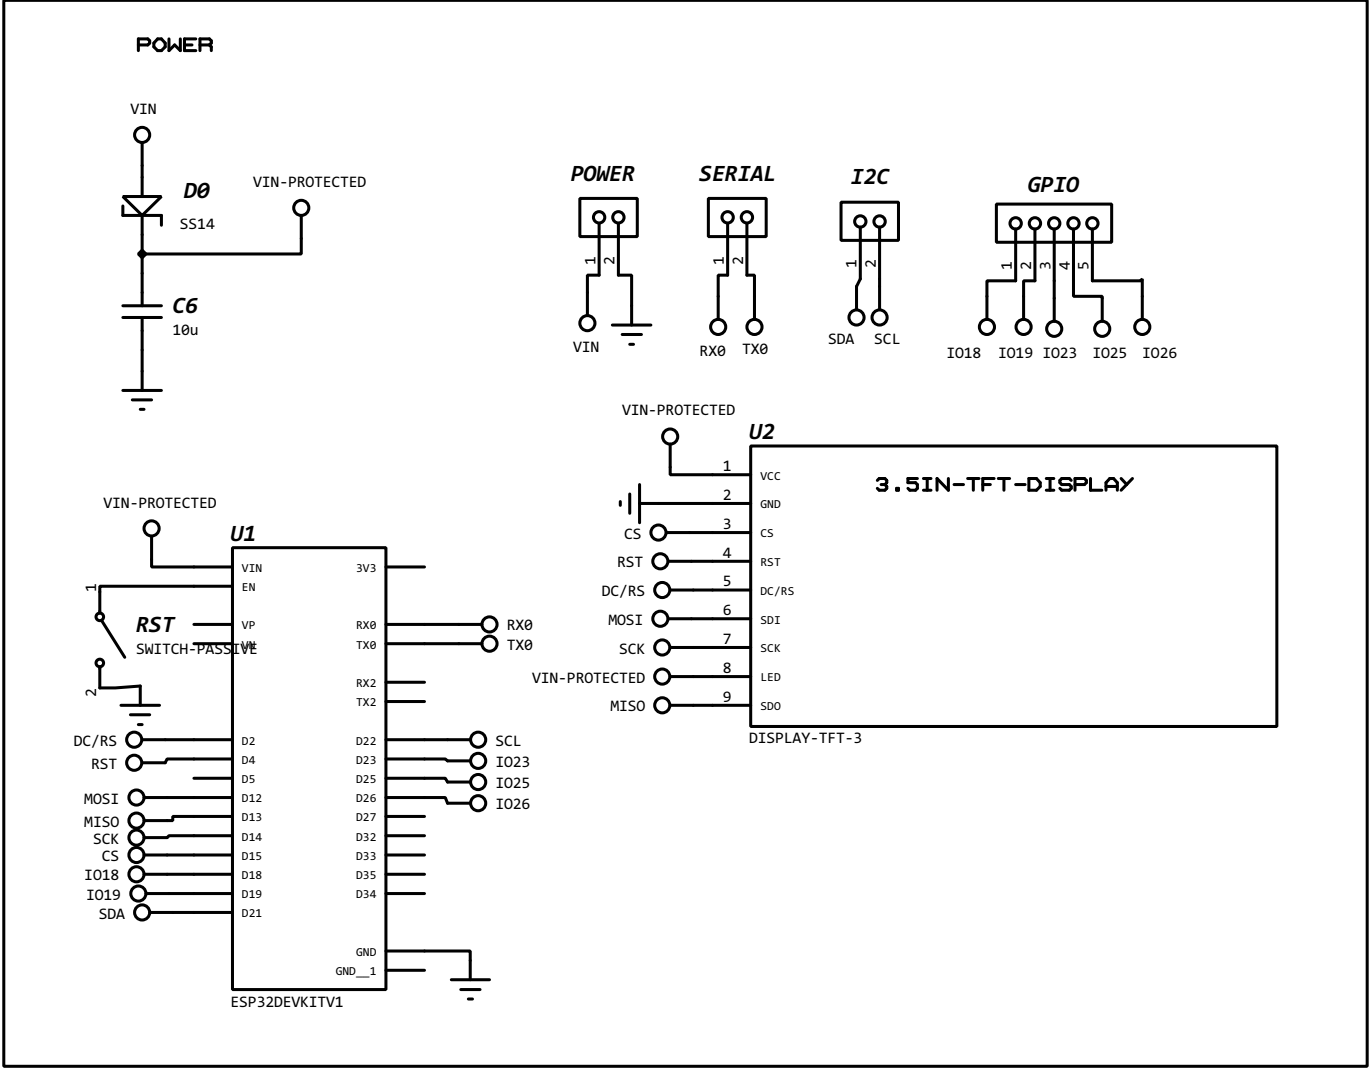 POWER
VIN
D0
SS14
VIN-PROTECTED
C6
10u
POWER
1
2
VIN
SERIAL
1
2
RX0
TX0
I2C
1
2
SDA
SCL
GPIO
1
2
3
4
5
IO18
IO19
IO23
IO25
IO26
VIN-PROTECTED
U2
3.5IN-TFT-DISPLAY
1 VCC
2 GND
CS 3 CS
RST 4 RST
DC/RS 5 DC/RS
MOSI 6 SDI
SCK 7 SCK
VIN-PROTECTED 8 LED
MISO 9 SDO
DISPLAY-TFT-3
VIN-PROTECTED
U1
VIN 3V3
1 EN
RST
SWITCH-PASSIVE
2
VP RX0 RX0
VN TX0 TX0
RX2
TX2
DC/RS D2 D22 SCL
RST D4 D23 IO23
D5 D25 IO25
MOSI D12 D26 IO26
MISO D13 D27
SCK D14 D32
CS D15 D33
IO18 D18 D35
IO19 D19 D34
SDA D21
GND
GND__1
ESP32DEVKITV1